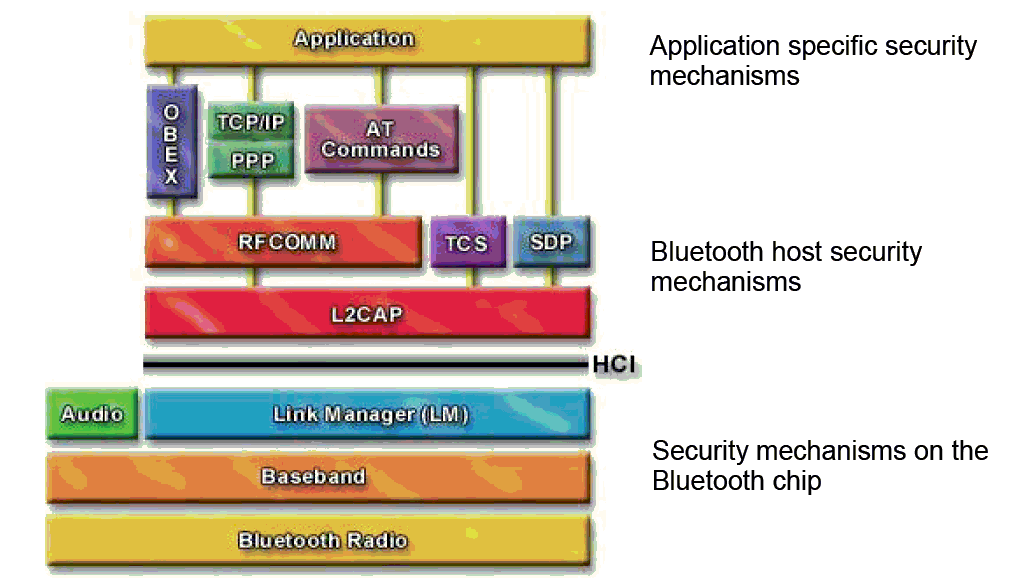 Application
Application specific security
mechanisms
O
B
E
X
TCP/IP
PPP
AT
Commands
RFCOMM
TCS
SDP
Bluetooth host security
mechanisms
L2CAP
HCI
Audio
Link Manager (LM)
Baseband
Security mechanisms on the
Bluetooth chip
Bluetooth Radio